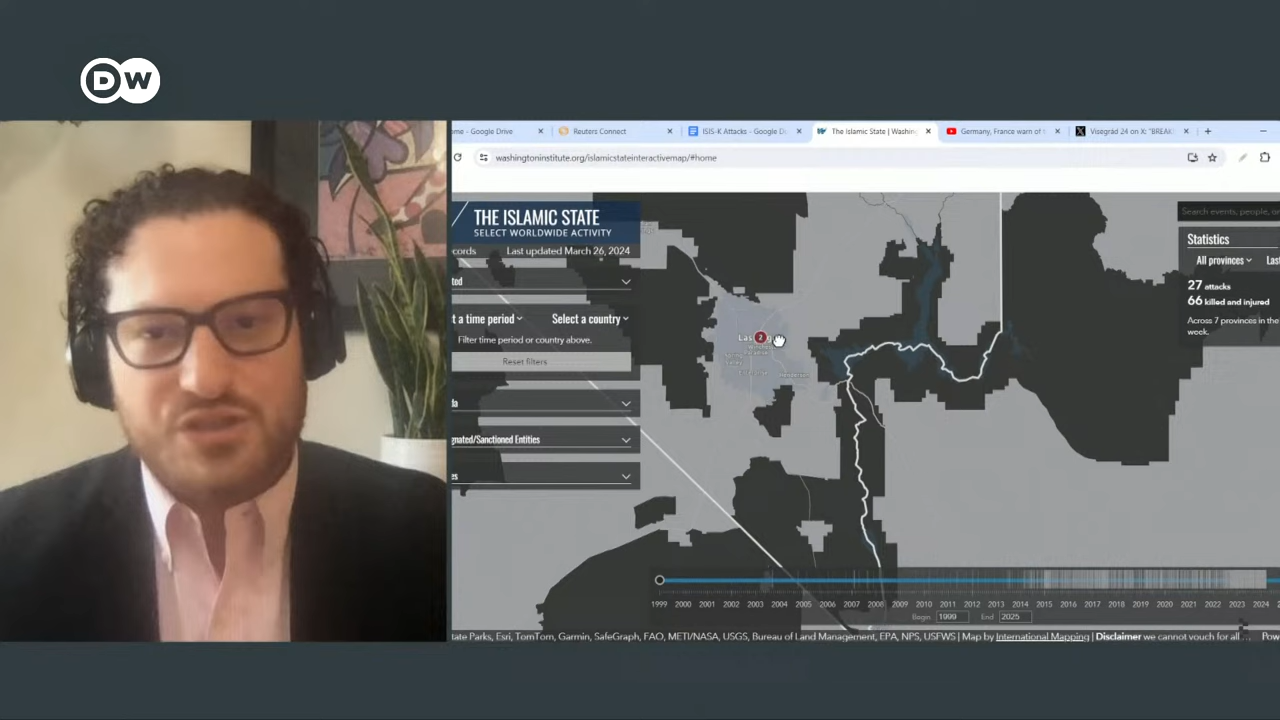 DW
ome - Google Drive
Reuters Connect
ISIS-K Attacks - Google D
The Islamic State | Washin
Germany, France warn of
Visegrád 24 on X: "BREAK
washingtoninstitute.org/islamicstateinteractivemap/#home
THE ISLAMIC STATE
SELECT WORLDWIDE ACTIVITY
cords Last updated March 26, 2024
ted
t a time period Select a country
Filter time period or country above.
Reset filters
da
gnated/Sanctioned Entities
es
Search events, people, o
Statistics
All provinces Last
27 attacks
66 killed and injured
Across 7 provinces in the
week.
Las 2
Henderson
1999 2000 2001 2002 2003 2004 2005 2006 2007 2008 2009 2010 2011 2012 2013 2014 2015 2016 2017 2018 2019 2020 2021 2022 2023 2024
Begin 1999 End 2025
tate Parks, Esri, TomTom, Garmin, SafeGraph, FAO, METI/NASA, USGS, Bureau of Land Management, EPA, NPS, USFWS | Map by International Mapping | Disclaimer we cannot vouch for all ... Pow